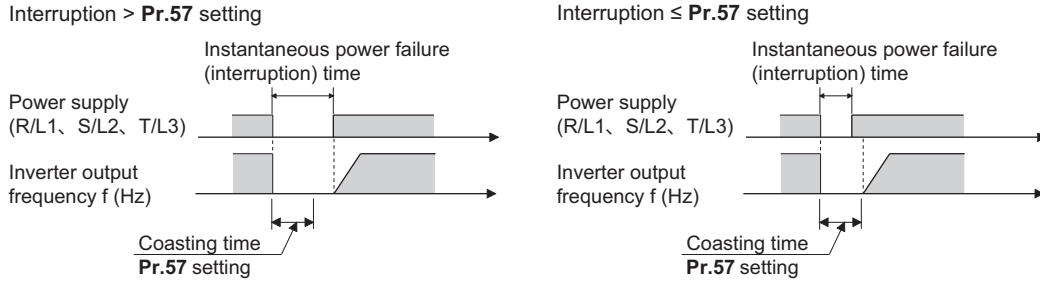 Interruption > Pr.57 setting
Instantaneous power failure
(interruption) time
Power supply
(R/L1、S/L2、T/L3)
Inverter output
frequency f (Hz)
Coasting time
Pr.57 setting
Interruption ≤ Pr.57 setting
Instantaneous power failure
(interruption) time
Power supply
(R/L1、S/L2、T/L3)
Inverter output
frequency f (Hz)
Coasting time
Pr.57 setting